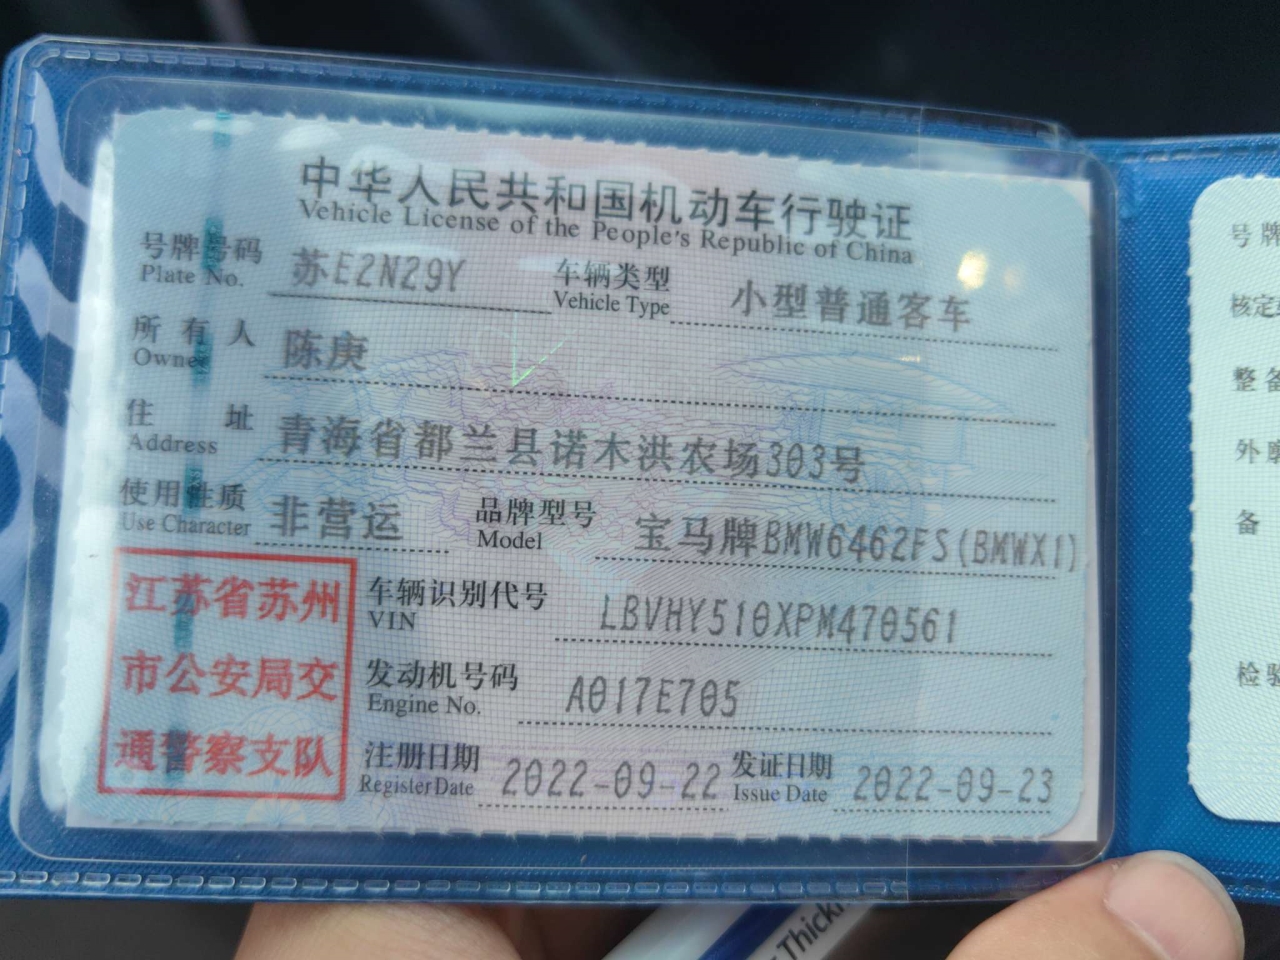 中华人民共和国机动车行驶证
Vehicle License of the People's Republic of China
号牌号码 苏E2N29Y 车辆类型 小型普通客车
Plate No. Vehicle Type
所有人 陈庚
Owner
住址 青海省都兰县诺木洪农场303号
Address
使用性质 非营运 品牌型号 宝马牌BMW6462FS(BMWX1)
Use Character Model
江苏省苏州
市公安局交
通警察支队
车辆识别代号 LBVHY510XPM470561
VIN
发动机号码 A017E705
Engine No.
注册日期 2022-09-22 发证日期 2022-09-23
Register Date Issue Date
号牌
核定
整备
外廓
备
检验
Thick